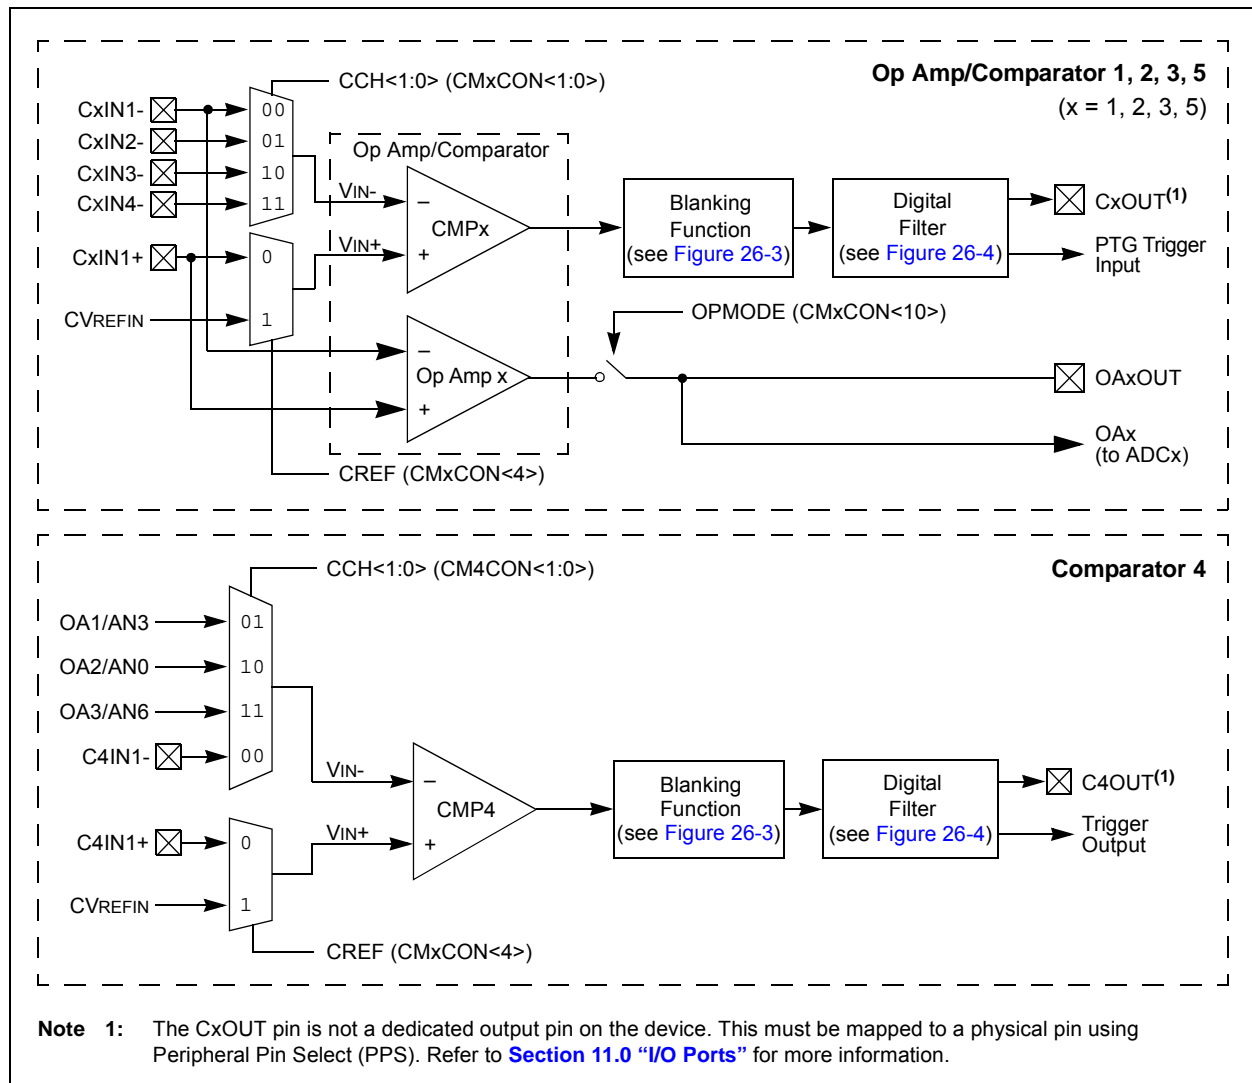 CCH<1:0> (CMxCON<1:0>)
Op Amp/Comparator 1, 2, 3, 5
(x = 1, 2, 3, 5)
CxIN1-
00
CxIN2-
01
CxIN3-
10
CxIN4-
11
Op Amp/Comparator
VIN-
–
CMPx
VIN+
+
CxIN1+
0
CVREFIN
1
Blanking
Function
(see Figure 26-3)
Digital
Filter
(see Figure 26-4)
CxOUT(1)
PTG Trigger
Input
OPMODE (CMxCON<10>)
–
Op Amp x
+
OAxOUT
OAx
(to ADCx)
CREF (CMxCON<4>)
CCH<1:0> (CM4CON<1:0>)
Comparator 4
OA1/AN3
01
OA2/AN0
10
OA3/AN6
11
C4IN1-
00
VIN-
–
CMP4
VIN+
+
C4IN1+
0
CVREFIN
1
Blanking
Function
(see Figure 26-3)
Digital
Filter
(see Figure 26-4)
C4OUT(1)
Trigger
Output
CREF (CMxCON<4>)
Note 1: The CxOUT pin is not a dedicated output pin on the device. This must be mapped to a physical pin using
Peripheral Pin Select (PPS). Refer to Section 11.0 “I/O Ports” for more information.